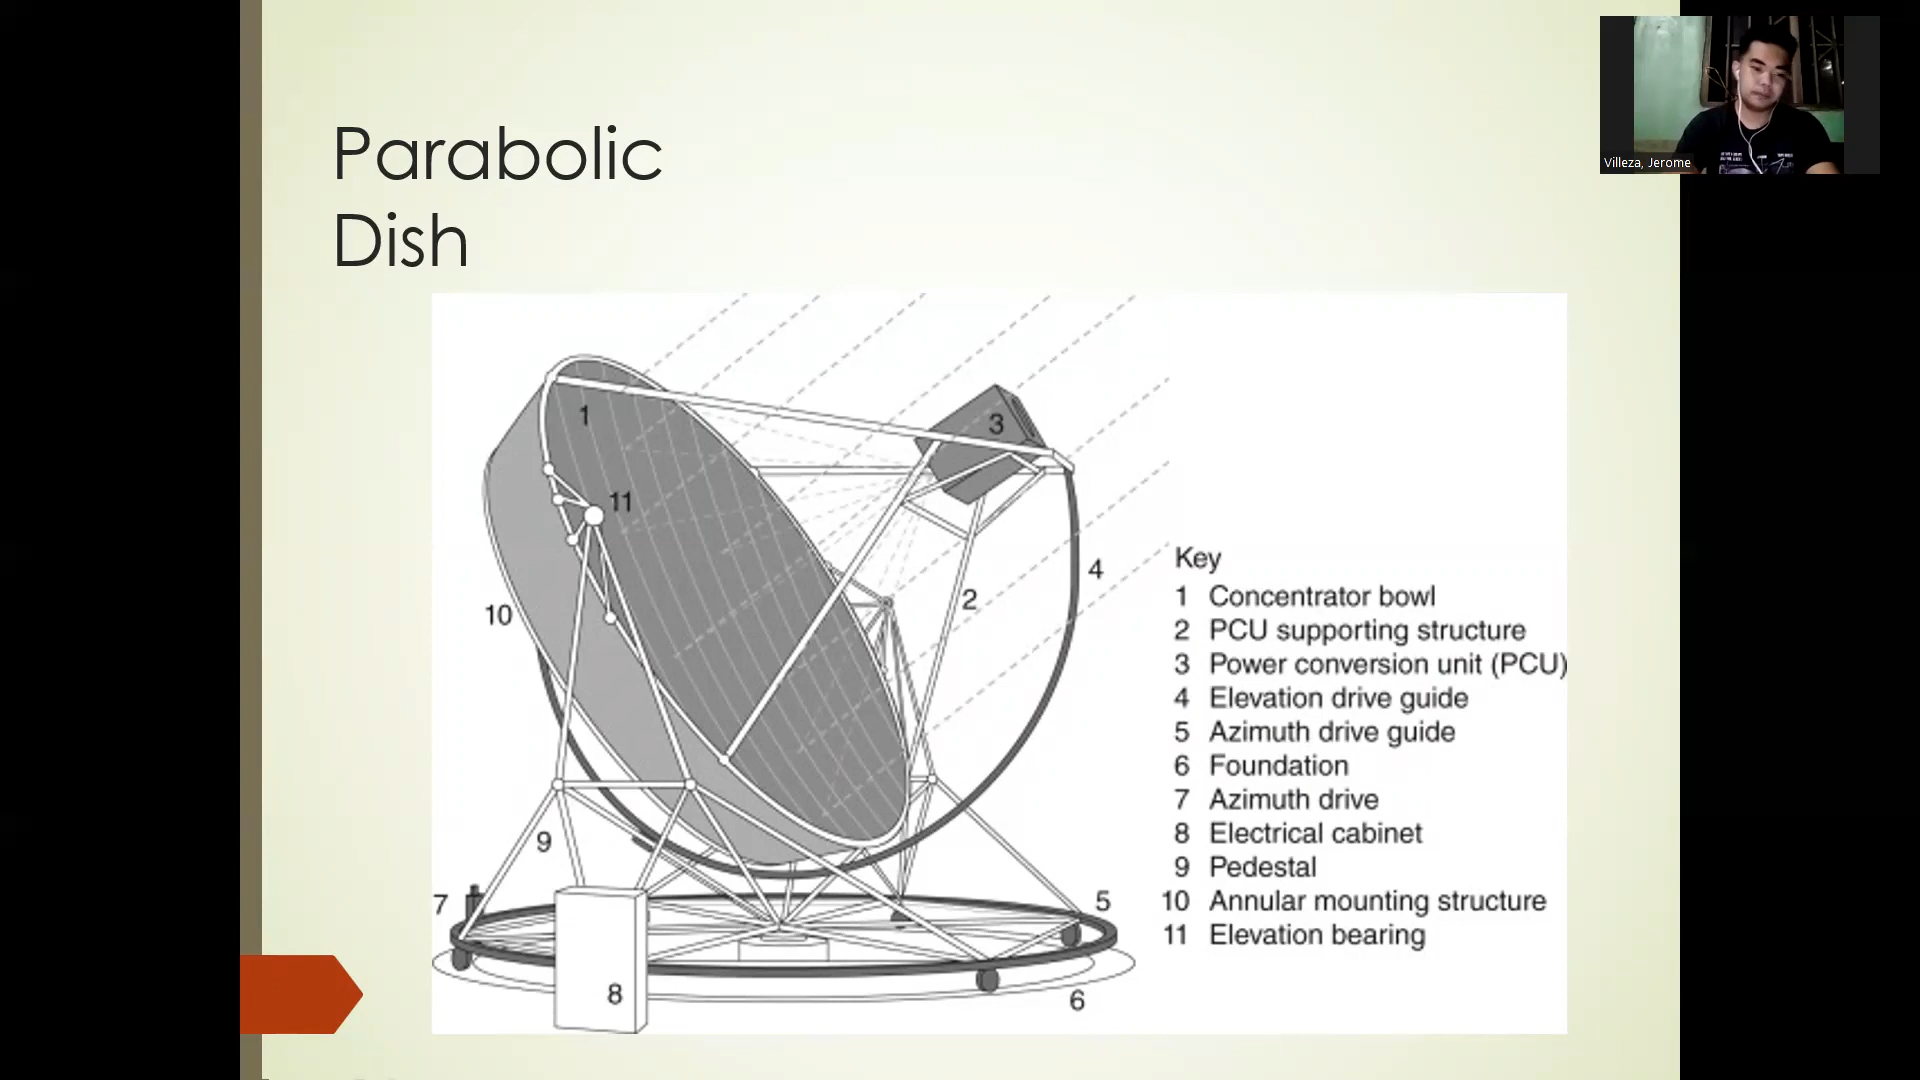 Parabolic
Dish
Villeza, Jerome
1
3
11
4
2
10
9
7
5
8
6
Key
1 Concentrator bowl
2 PCU supporting structure
3 Power conversion unit (PCU)
4 Elevation drive guide
5 Azimuth drive guide
6 Foundation
7 Azimuth drive
8 Electrical cabinet
9 Pedestal
10 Annular mounting structure
11 Elevation bearing